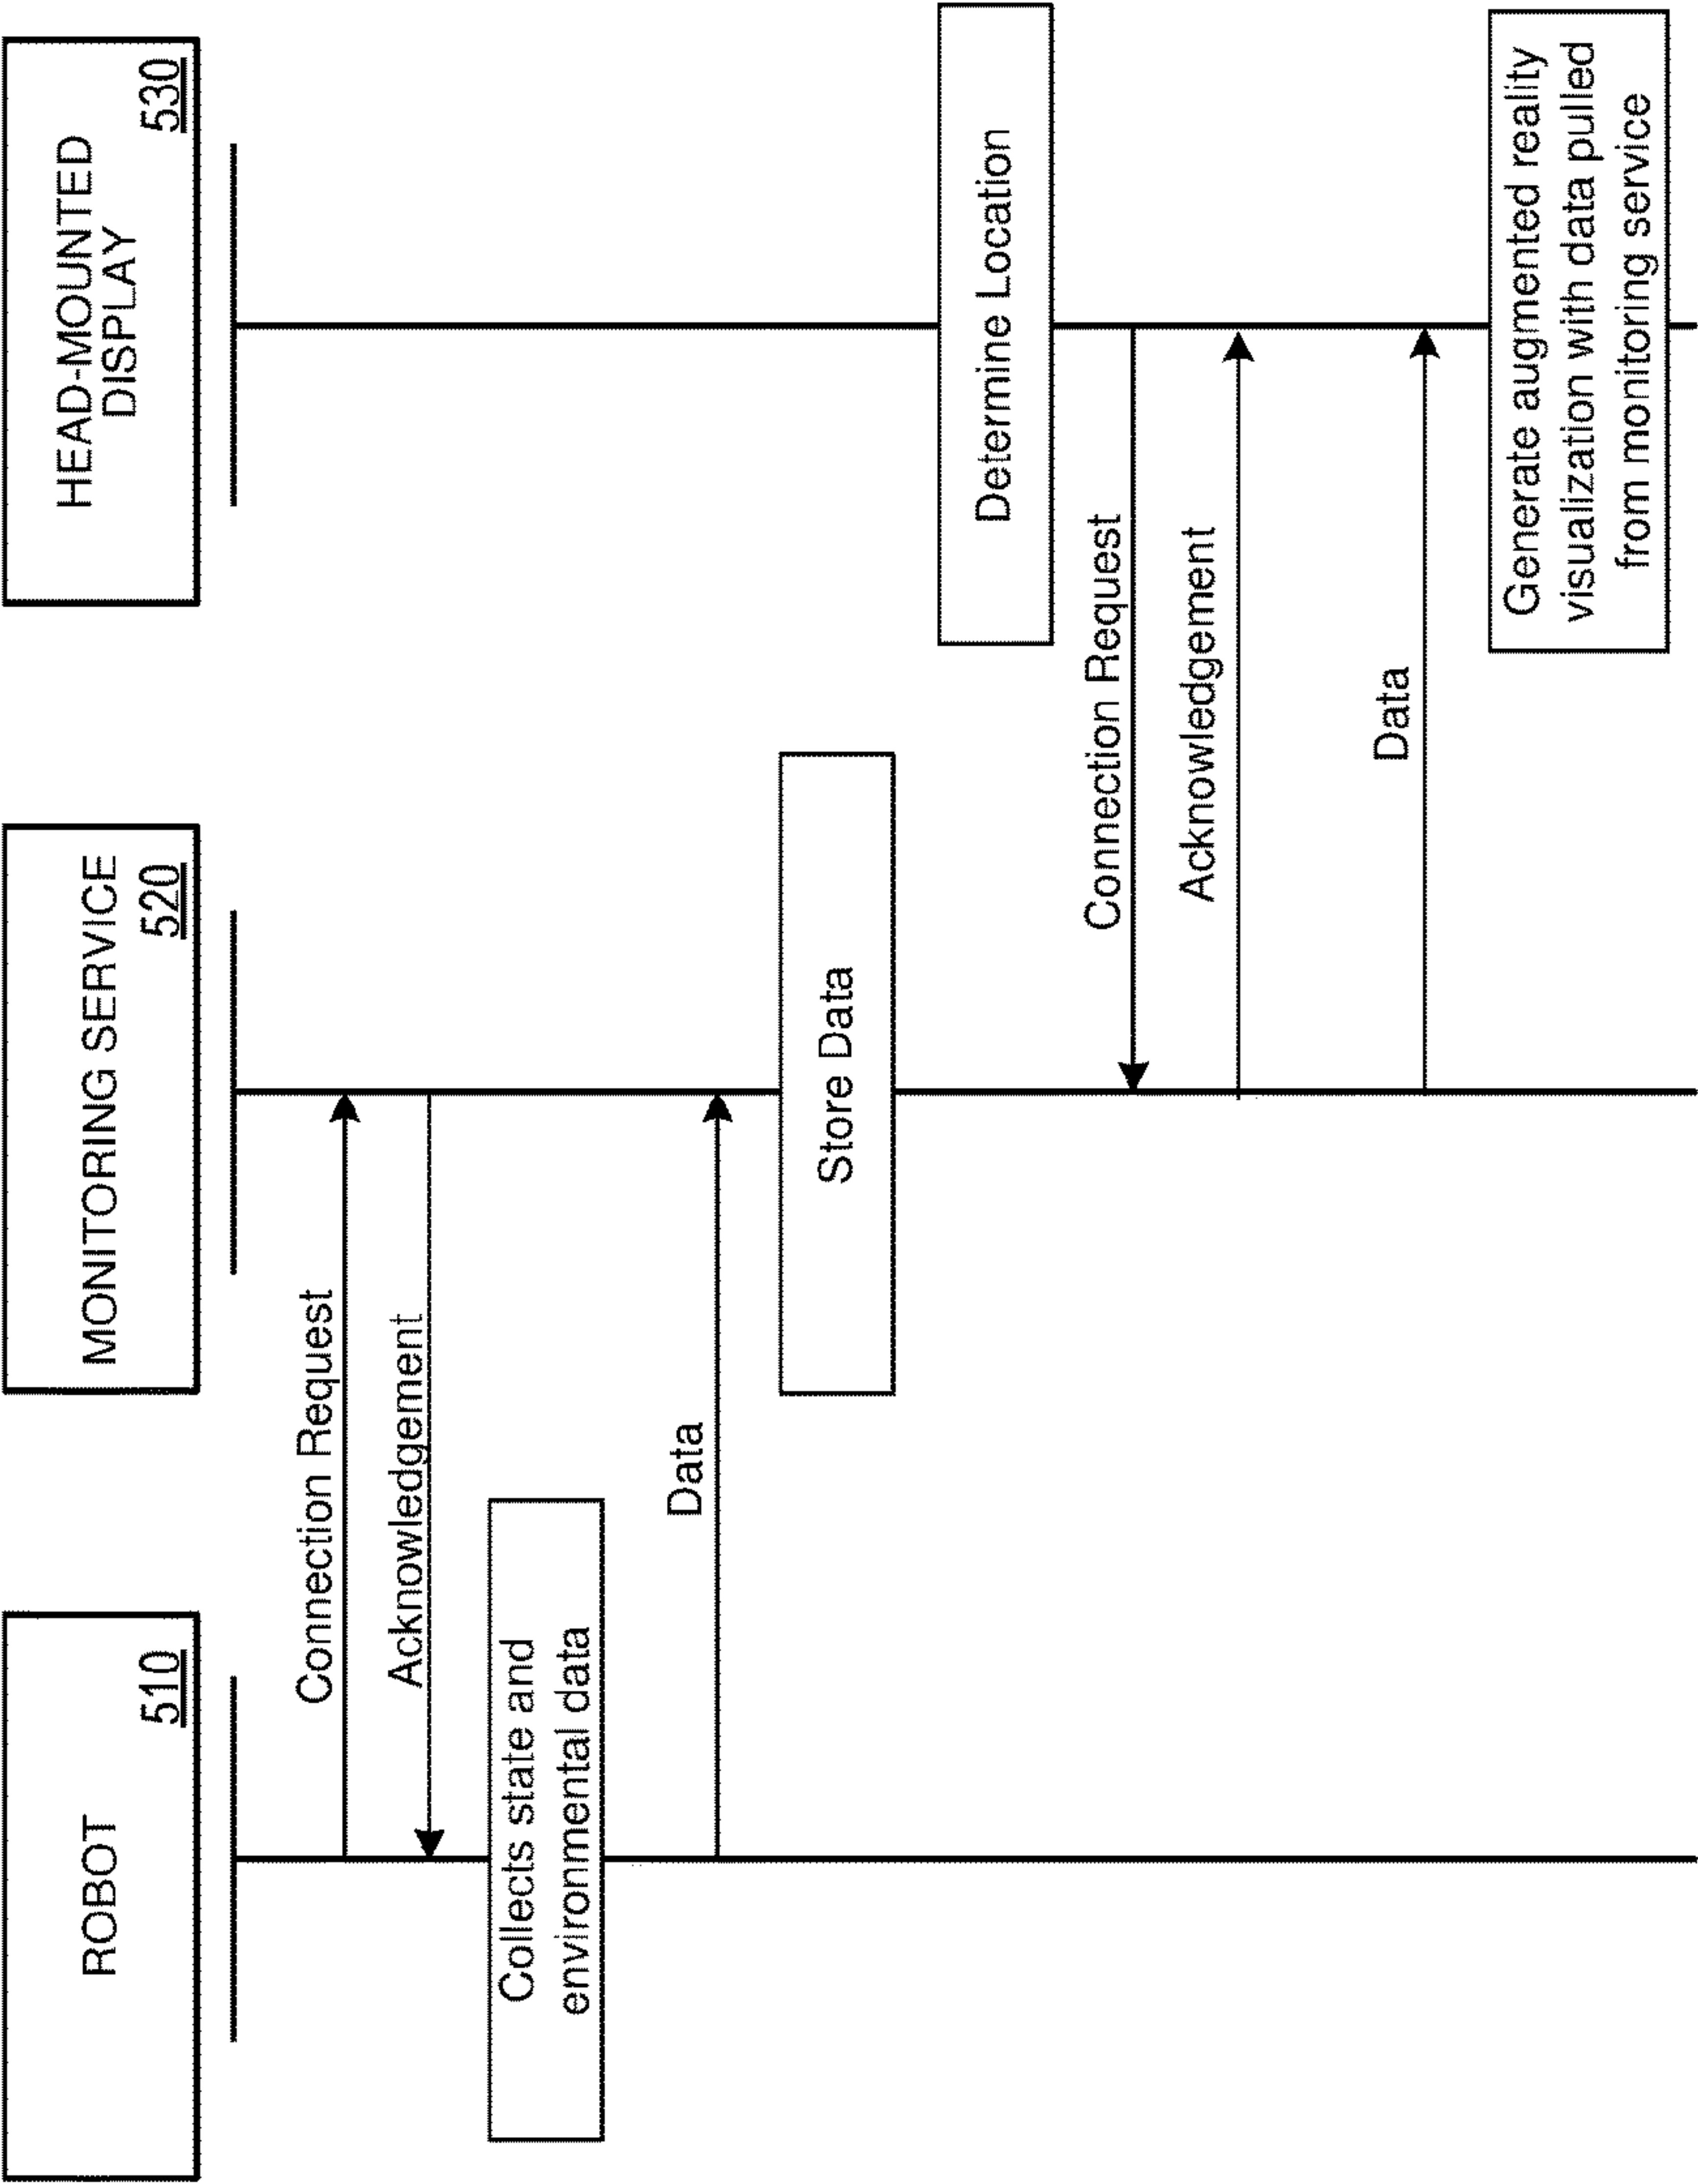 ROBOT
510
MONITORING SERVICE
520
HEAD-MOUNTED
DISPLAY
530
Connection Request
Acknowledgement
Collects state and
environmental data
Data
Store Data
Determine Location
Connection Request
Acknowledgement
Data
Generate augmented reality
visualization with data pulled
from monitoring service